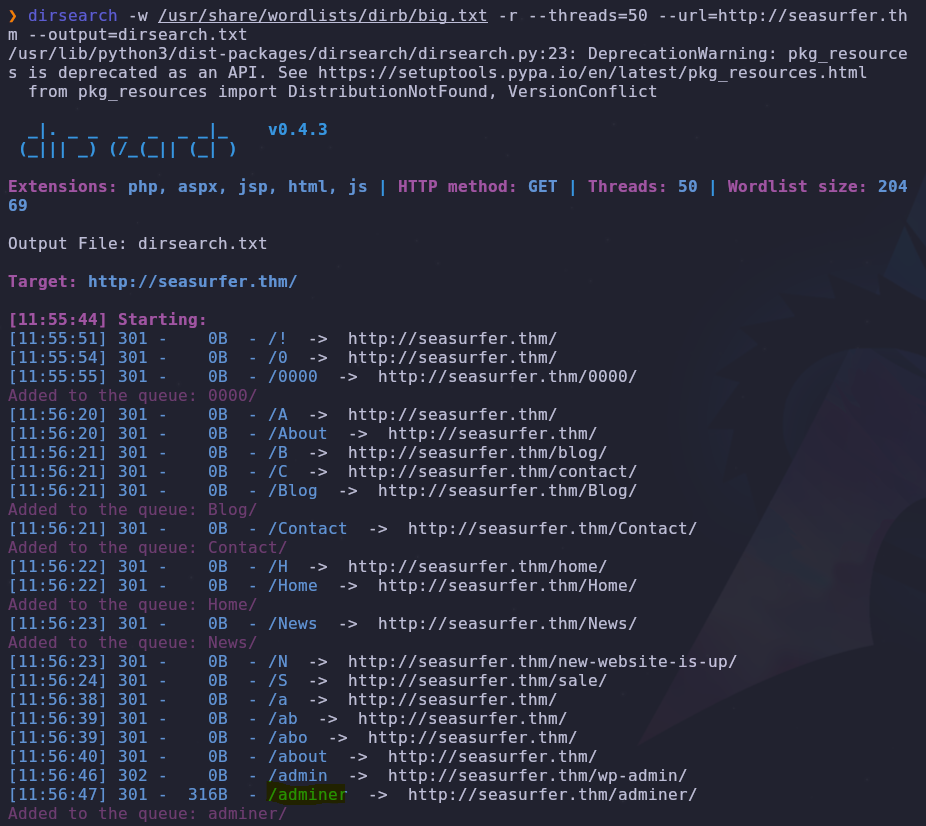 ❯ dirsearch -w /usr/share/wordlists/dirb/big.txt -r --threads=50 --url=http://seasurfer.th
m --output=dirsearch.txt
/usr/lib/python3/dist-packages/dirsearch/dirsearch.py:23: DeprecationWarning: pkg_resource
s is deprecated as an API. See https://setuptools.pypa.io/en/latest/pkg_resources.html
  from pkg_resources import DistributionNotFound, VersionConflict

  _|. _ _  _  _  _ _|_    v0.4.3
 (_||| _) (/_(_|| (_| )

Extensions: php, aspx, jsp, html, js | HTTP method: GET | Threads: 50 | Wordlist size: 204
69

Output File: dirsearch.txt

Target: http://seasurfer.thm/

[11:55:44] Starting:
[11:55:51] 301 -    0B  - /!  ->  http://seasurfer.thm/
[11:55:54] 301 -    0B  - /0  ->  http://seasurfer.thm/
[11:55:55] 301 -    0B  - /0000  ->  http://seasurfer.thm/0000/
Added to the queue: 0000/
[11:56:20] 301 -    0B  - /A  ->  http://seasurfer.thm/
[11:56:20] 301 -    0B  - /About  ->  http://seasurfer.thm/
[11:56:21] 301 -    0B  - /B  ->  http://seasurfer.thm/blog/
[11:56:21] 301 -    0B  - /C  ->  http://seasurfer.thm/contact/
[11:56:21] 301 -    0B  - /Blog  ->  http://seasurfer.thm/Blog/
Added to the queue: Blog/
[11:56:21] 301 -    0B  - /Contact  ->  http://seasurfer.thm/Contact/
Added to the queue: Contact/
[11:56:22] 301 -    0B  - /H  ->  http://seasurfer.thm/home/
[11:56:22] 301 -    0B  - /Home  ->  http://seasurfer.thm/Home/
Added to the queue: Home/
[11:56:23] 301 -    0B  - /News  ->  http://seasurfer.thm/News/
Added to the queue: News/
[11:56:23] 301 -    0B  - /N  ->  http://seasurfer.thm/new-website-is-up/
[11:56:24] 301 -    0B  - /S  ->  http://seasurfer.thm/sale/
[11:56:38] 301 -    0B  - /a  ->  http://seasurfer.thm/
[11:56:39] 301 -    0B  - /ab  ->  http://seasurfer.thm/
[11:56:39] 301 -    0B  - /abo  ->  http://seasurfer.thm/
[11:56:40] 301 -    0B  - /about  ->  http://seasurfer.thm/
[11:56:46] 302 -    0B  - /admin  ->  http://seasurfer.thm/wp-admin/
[11:56:47] 301 -  316B  - /adminer  ->  http://seasurfer.thm/adminer/
Added to the queue: adminer/